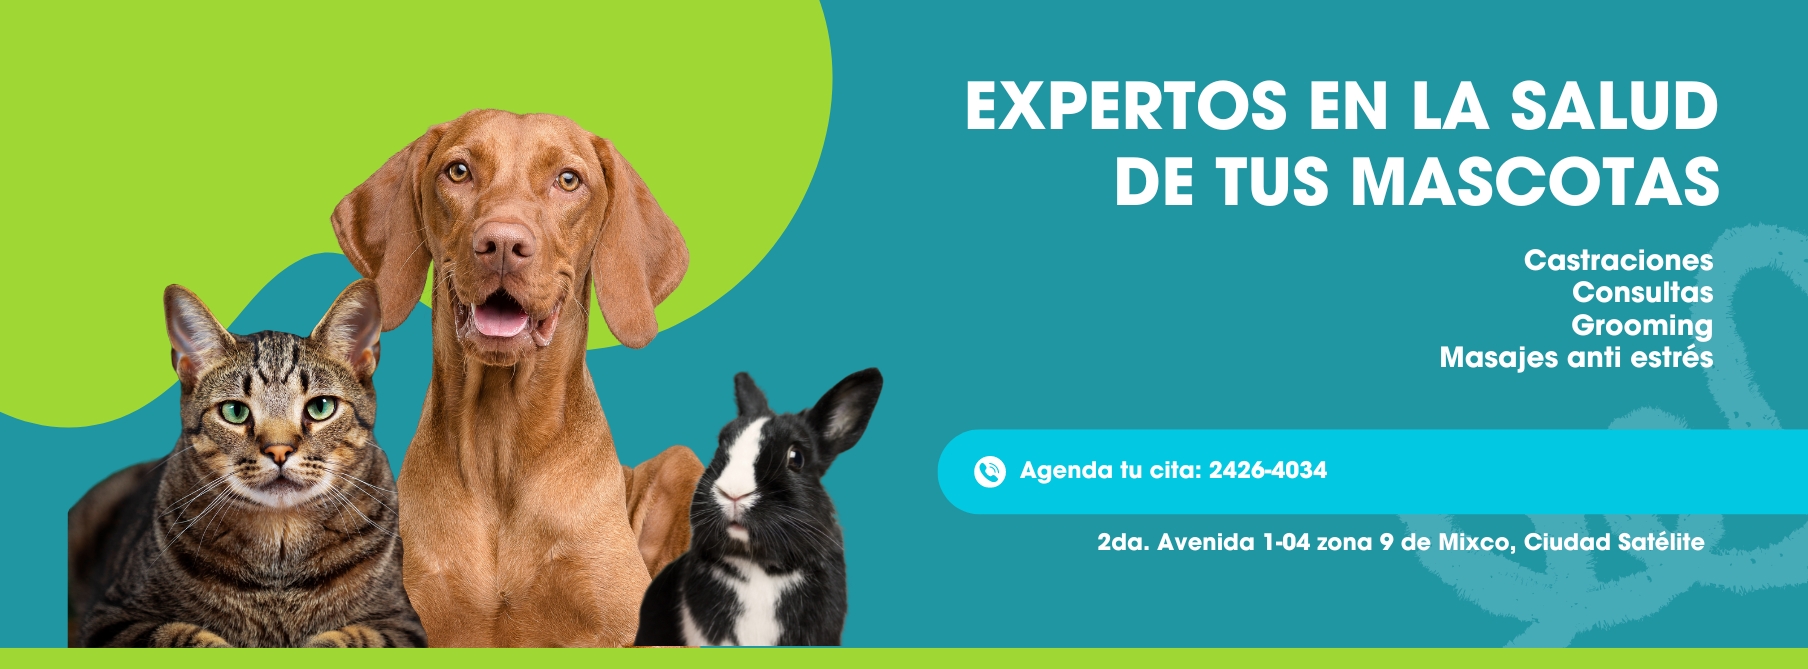 EXPERTOS EN LA SALUD
DE TUS MASCOTAS
Castraciones
Consultas
Grooming
Masajes anti estrés
Agenda tu cita: 2426-4034
2da. Avenida 1-04 zona 9 de Mixco, Ciudad Satélite